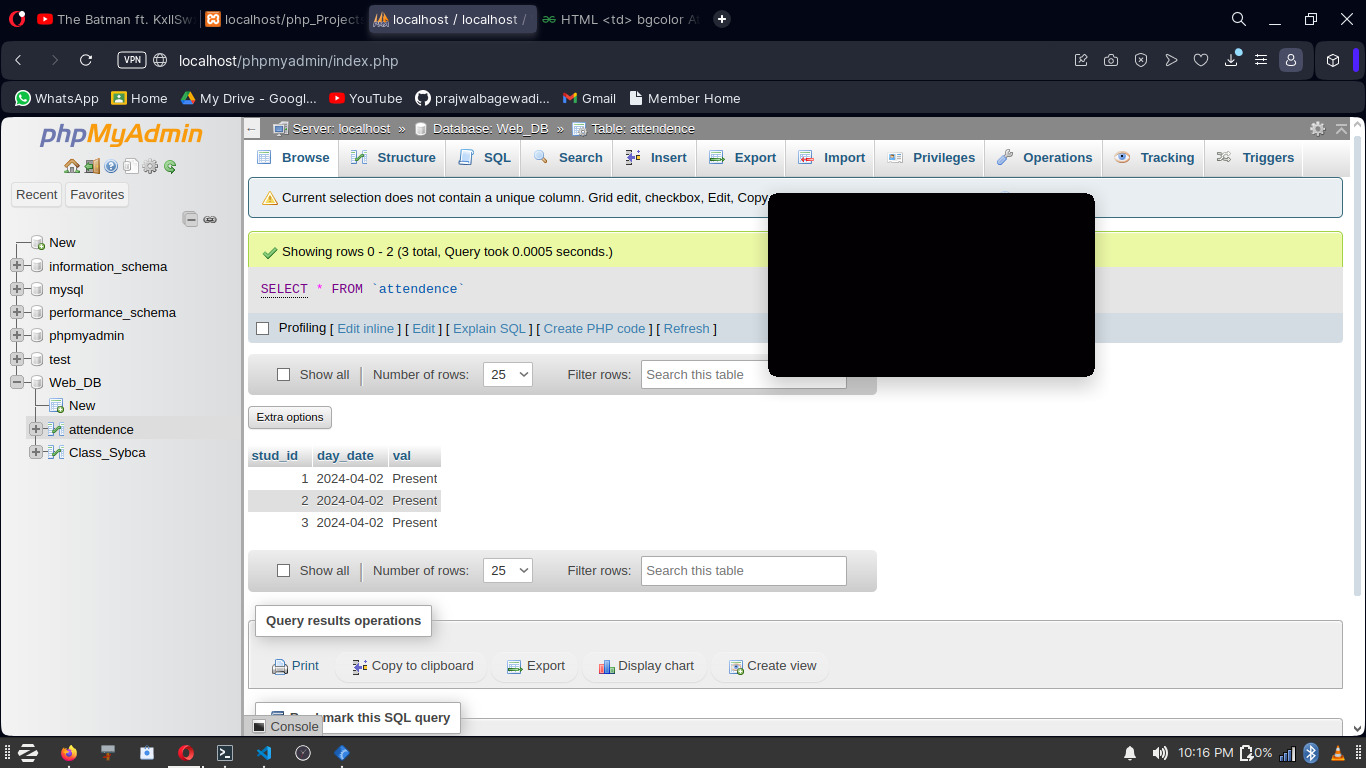 The Batman ft. KxllSw
localhost/php_Project
localhost / localhost /
HTML <td> bgcolor At
VPN
localhost/phpmyadmin/index.php
WhatsApp
Home
My Drive - Googl...
YouTube
prajwalbagewadi...
Gmail
Member Home
phpMyAdmin
Recent
Favorites
New
information_schema
mysql
performance_schema
phpmyadmin
test
Web_DB
New
attendence
Class_Sybca
Server: localhost » Database: Web_DB » Table: attendence
Browse
Structure
SQL
Search
Insert
Export
Import
Privileges
Operations
Tracking
Triggers
Current selection does not contain a unique column. Grid edit, checkbox, Edit, Copy
Showing rows 0 - 2 (3 total, Query took 0.0005 seconds.)
SELECT * FROM `attendence`
Profiling [ Edit inline ] [ Edit ] [ Explain SQL ] [ Create PHP code ] [ Refresh ]
Show all
Number of rows:
25
Filter rows:
Search this table
Extra options
stud_id day_date val
1 2024-04-02 Present
2 2024-04-02 Present
3 2024-04-02 Present
Show all
Number of rows:
25
Filter rows:
Search this table
Query results operations
Print
Copy to clipboard
Export
Display chart
Create view
mark this SQL query
Console
10:16 PM
0%